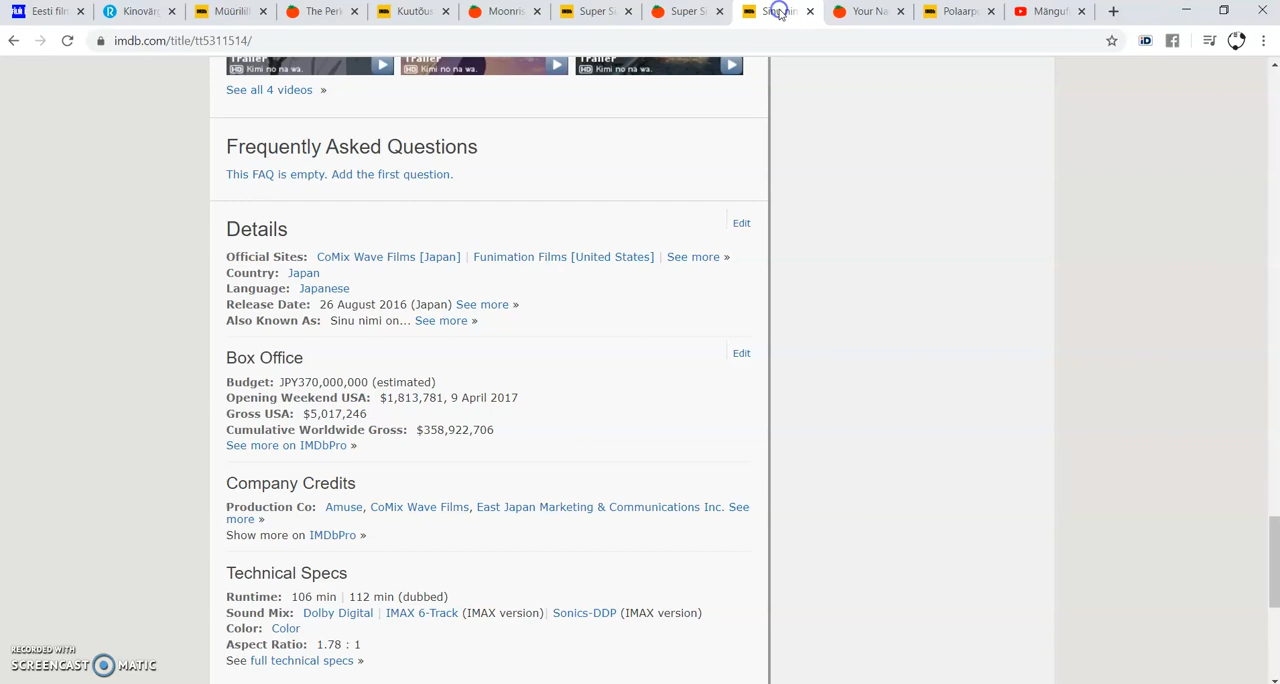 Eesti film
Kinovärg
Müürilill
The Perk
Kuutõus
Moonris
Super Si
Super Si
Your Na
Polaarp
Mänguf
imdb.com/title/tt5311514/
Trailer
HD Kimi no na wa.
Trailer
HD Kimi no na wa.
Trailer
HD Kimi no na wa.
See all 4 videos »
Frequently Asked Questions
This FAQ is empty. Add the first question.
Details
Edit
Official Sites: CoMix Wave Films [Japan] | Funimation Films [United States] | See more »
Country: Japan
Language: Japanese
Release Date: 26 August 2016 (Japan) See more »
Also Known As: Sinu nimi on... See more »
Box Office
Edit
Budget: JPY370,000,000 (estimated)
Opening Weekend USA: $1,813,781, 9 April 2017
Gross USA: $5,017,246
Cumulative Worldwide Gross: $358,922,706
See more on IMDbPro »
Company Credits
Production Co: Amuse, CoMix Wave Films, East Japan Marketing & Communications Inc. See
more »
Show more on IMDbPro »
Technical Specs
Runtime: 106 min | 112 min (dubbed)
Sound Mix: Dolby Digital | IMAX 6-Track (IMAX version)| Sonics-DDP (IMAX version)
Color: Color
Aspect Ratio: 1.78 : 1
See full technical specs »
RECORDED WITH
SCREENCAST MATIC